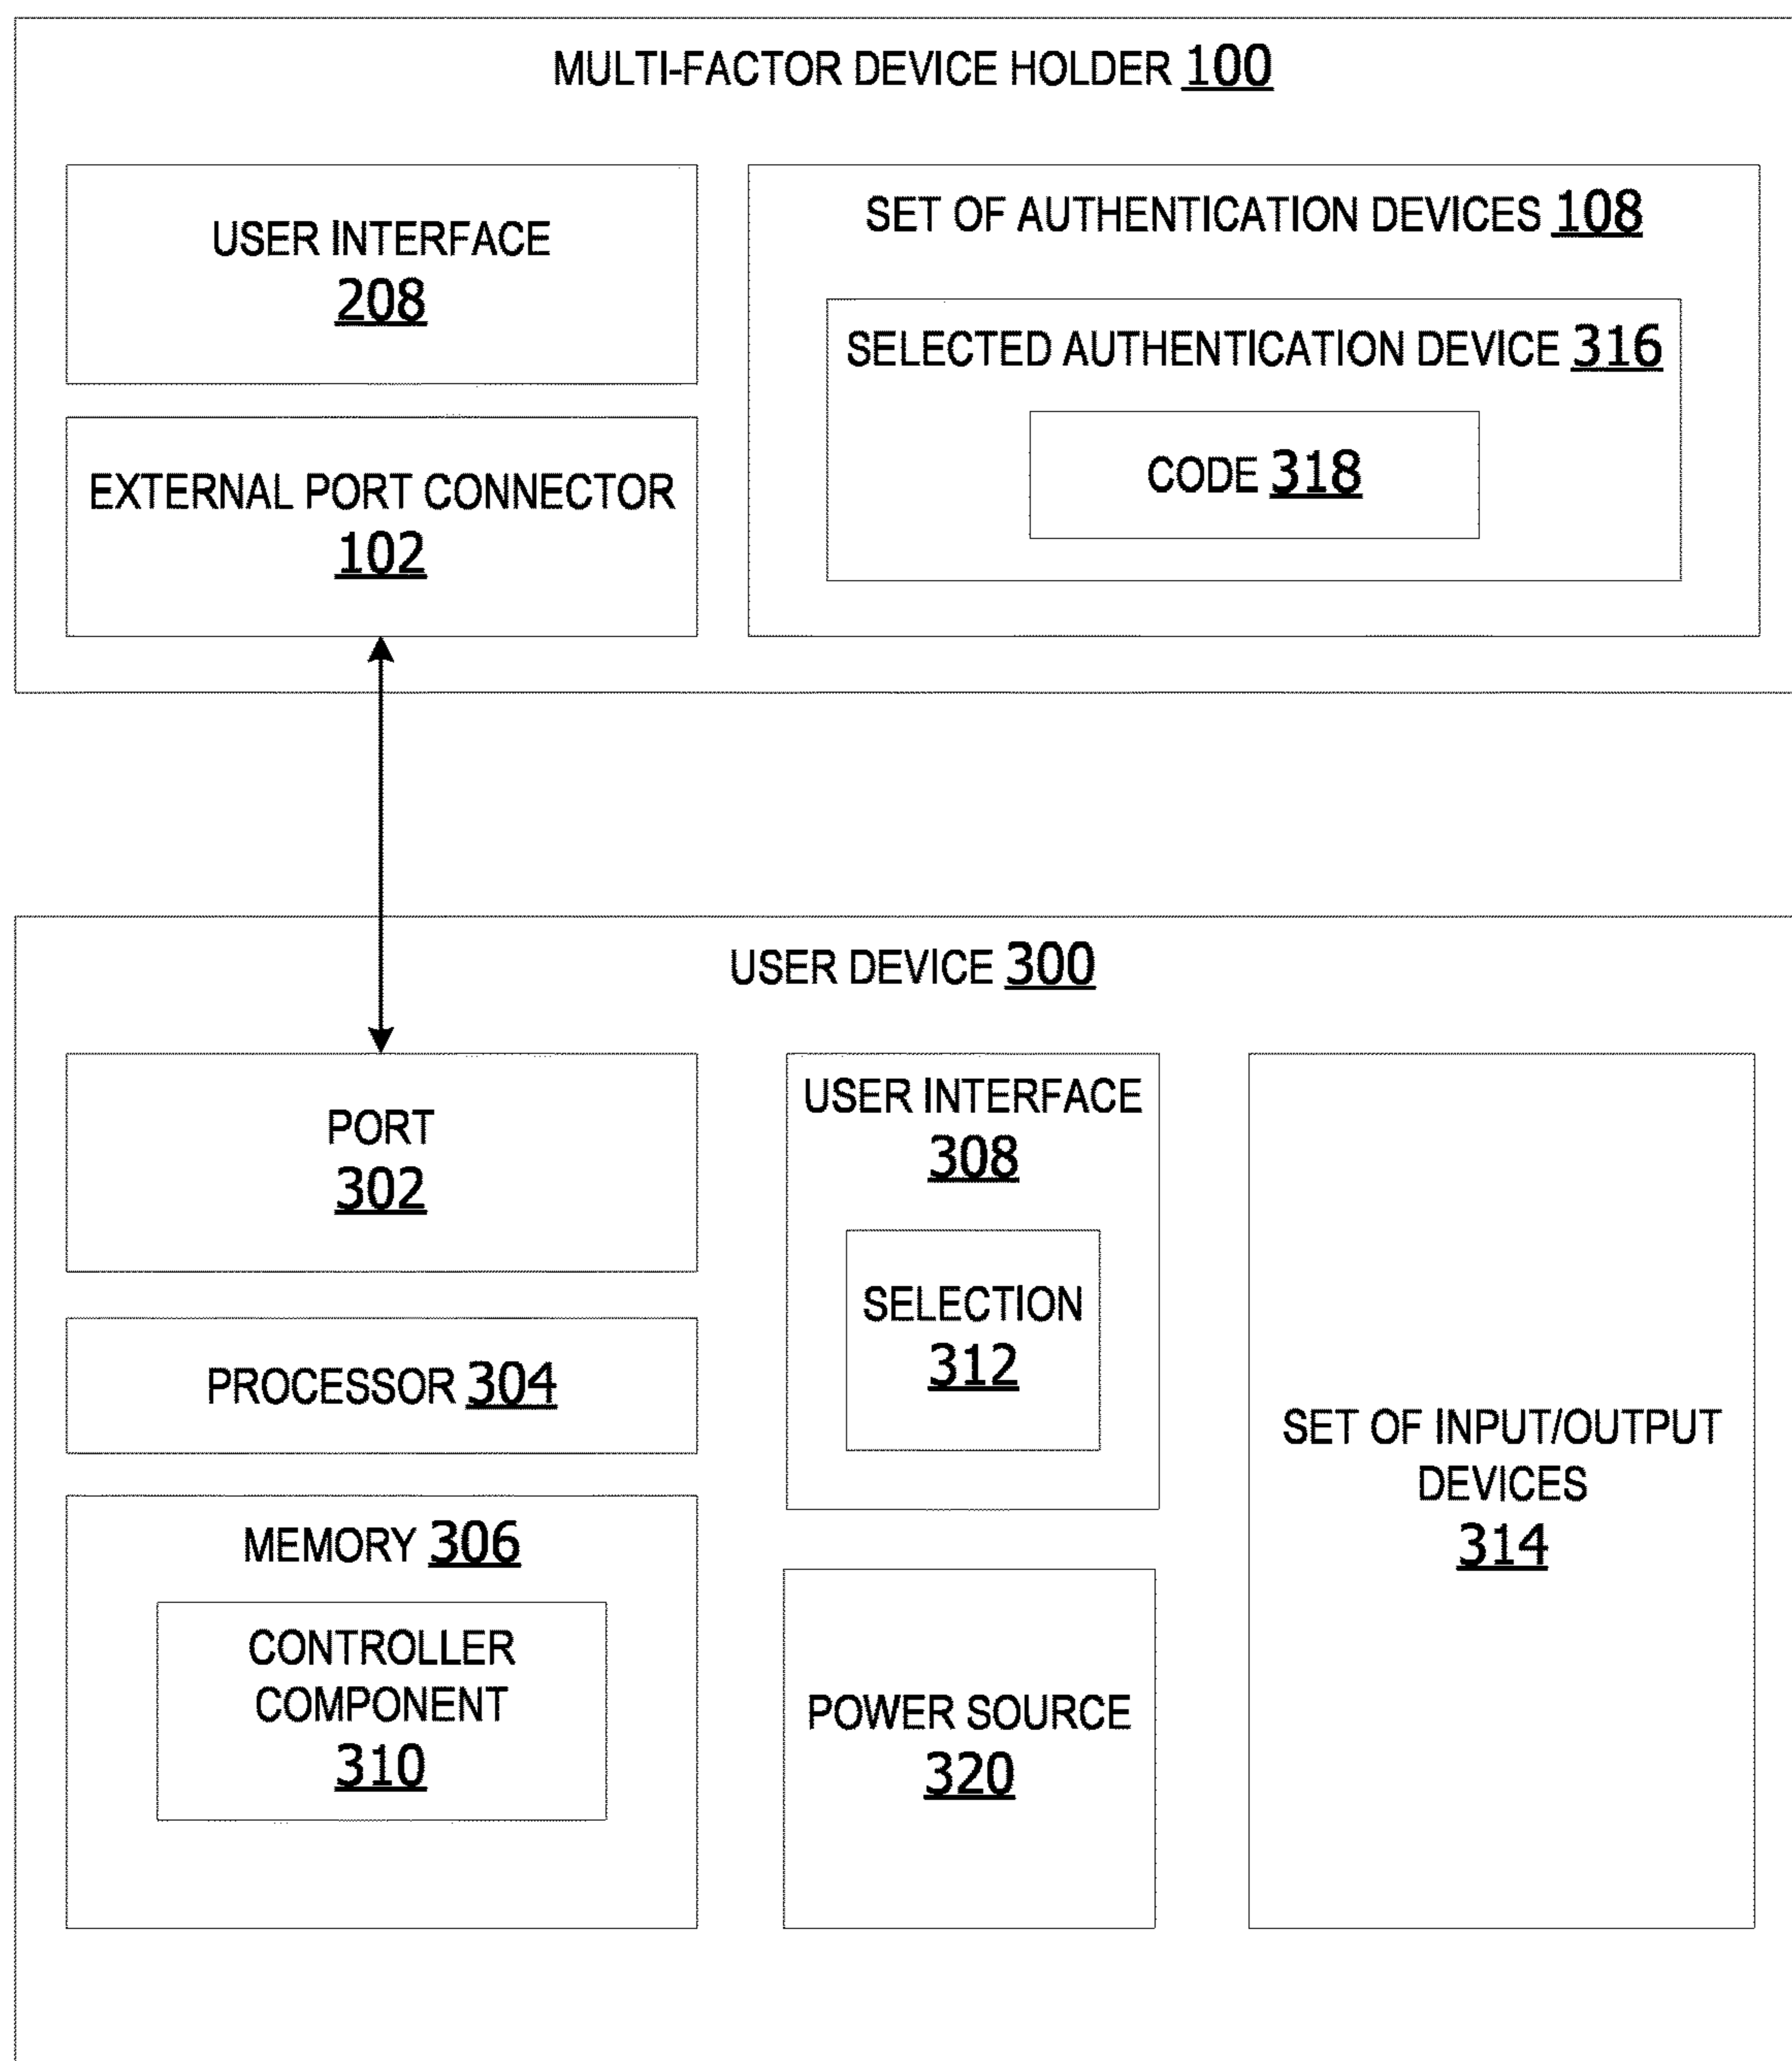 MULTI-FACTOR DEVICE HOLDER 100
USER INTERFACE
208
EXTERNAL PORT CONNECTOR
102
SET OF AUTHENTICATION DEVICES 108
SELECTED AUTHENTICATION DEVICE 316
CODE 318
USER DEVICE 300
PORT
302
PROCESSOR 304
MEMORY 306
CONTROLLER
COMPONENT
310
USER INTERFACE
308
SELECTION
312
POWER SOURCE
320
SET OF INPUT/OUTPUT
DEVICES
314